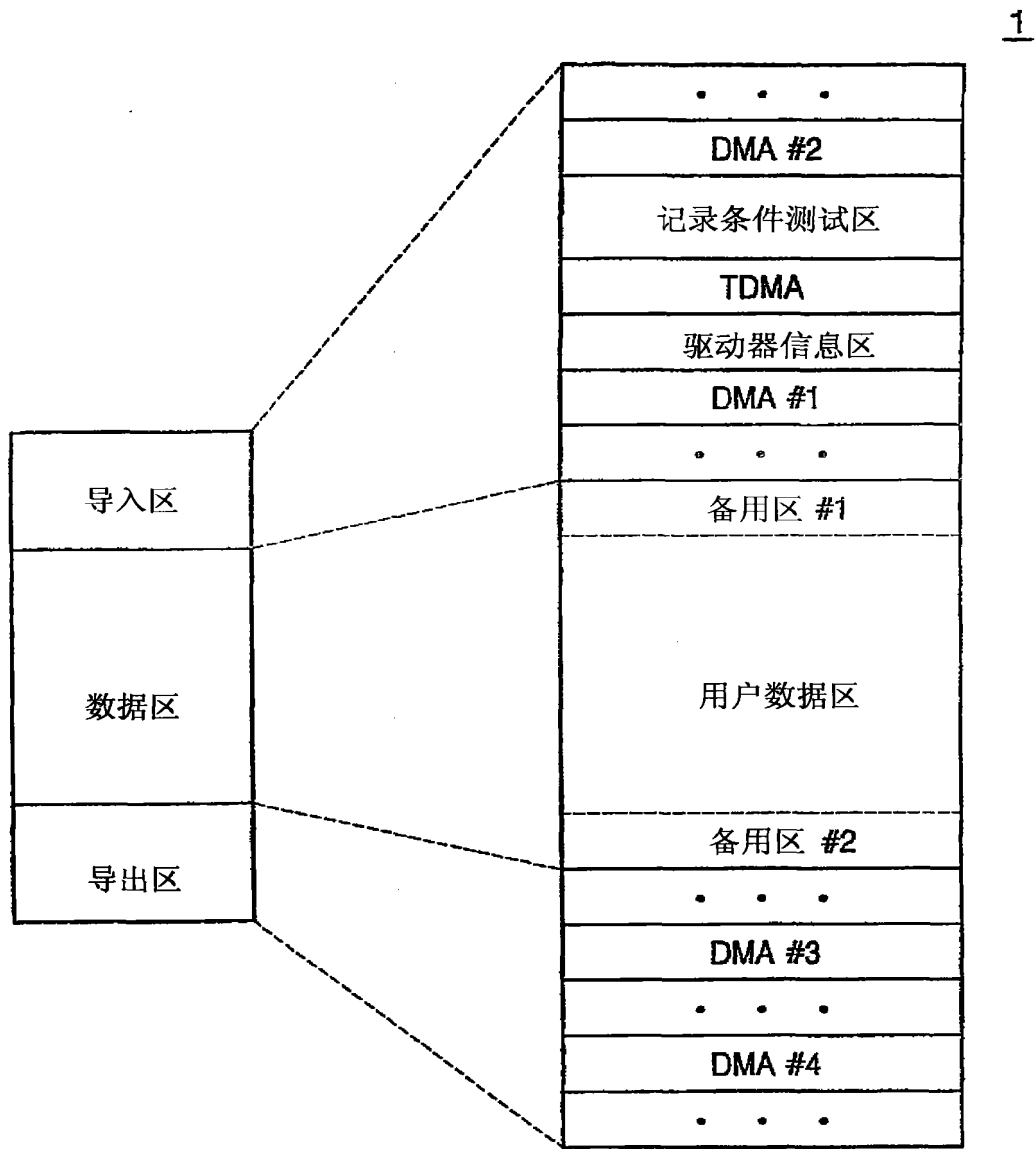 1
• • •
DMA #2
记录条件测试区
TDMA
驱动器信息区
DMA #1
• • •
备用区 #1
用户数据区
备用区 #2
• • •
DMA #3
• • •
DMA #4
• • •
导入区
数据区
导出区